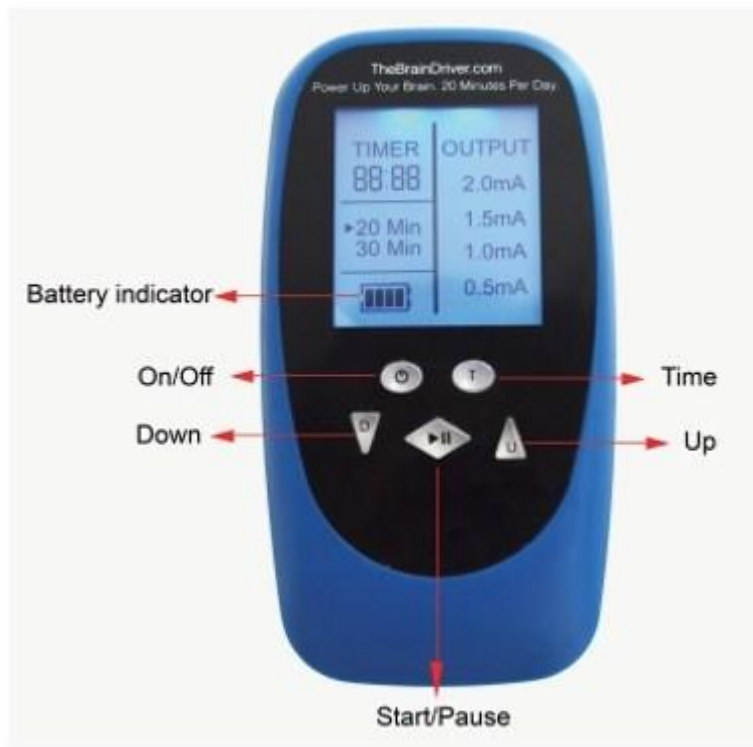 TheBrainDriver.com
Power Up Your Brain. 20 Minutes Per Day
TIMER
88:88
20 Min
30 Min
OUTPUT
2.0mA
1.5mA
1.0mA
0.5mA
Battery indicator
On/Off
T
Time
Down
D
U
Up
Start/Pause